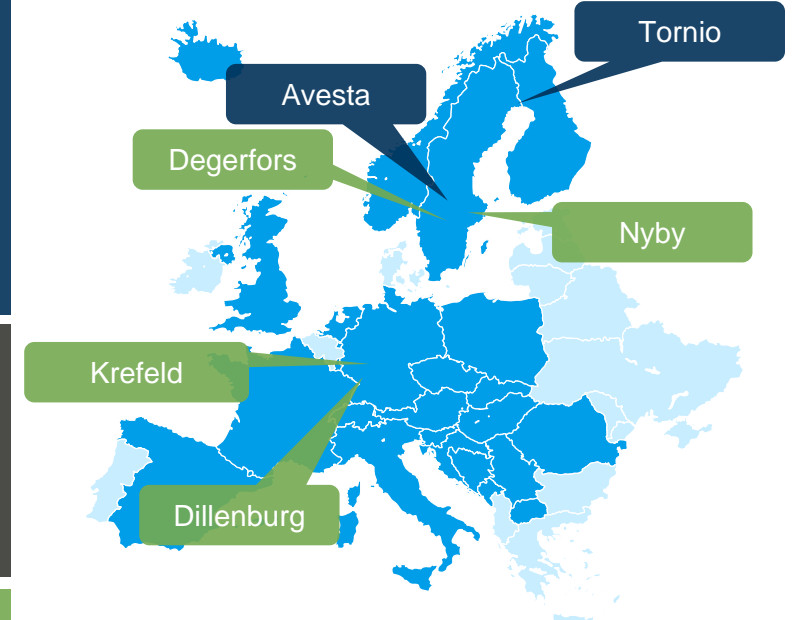 Tornio
Avesta
Degerfors
Nyby
Krefeld
Dillenburg